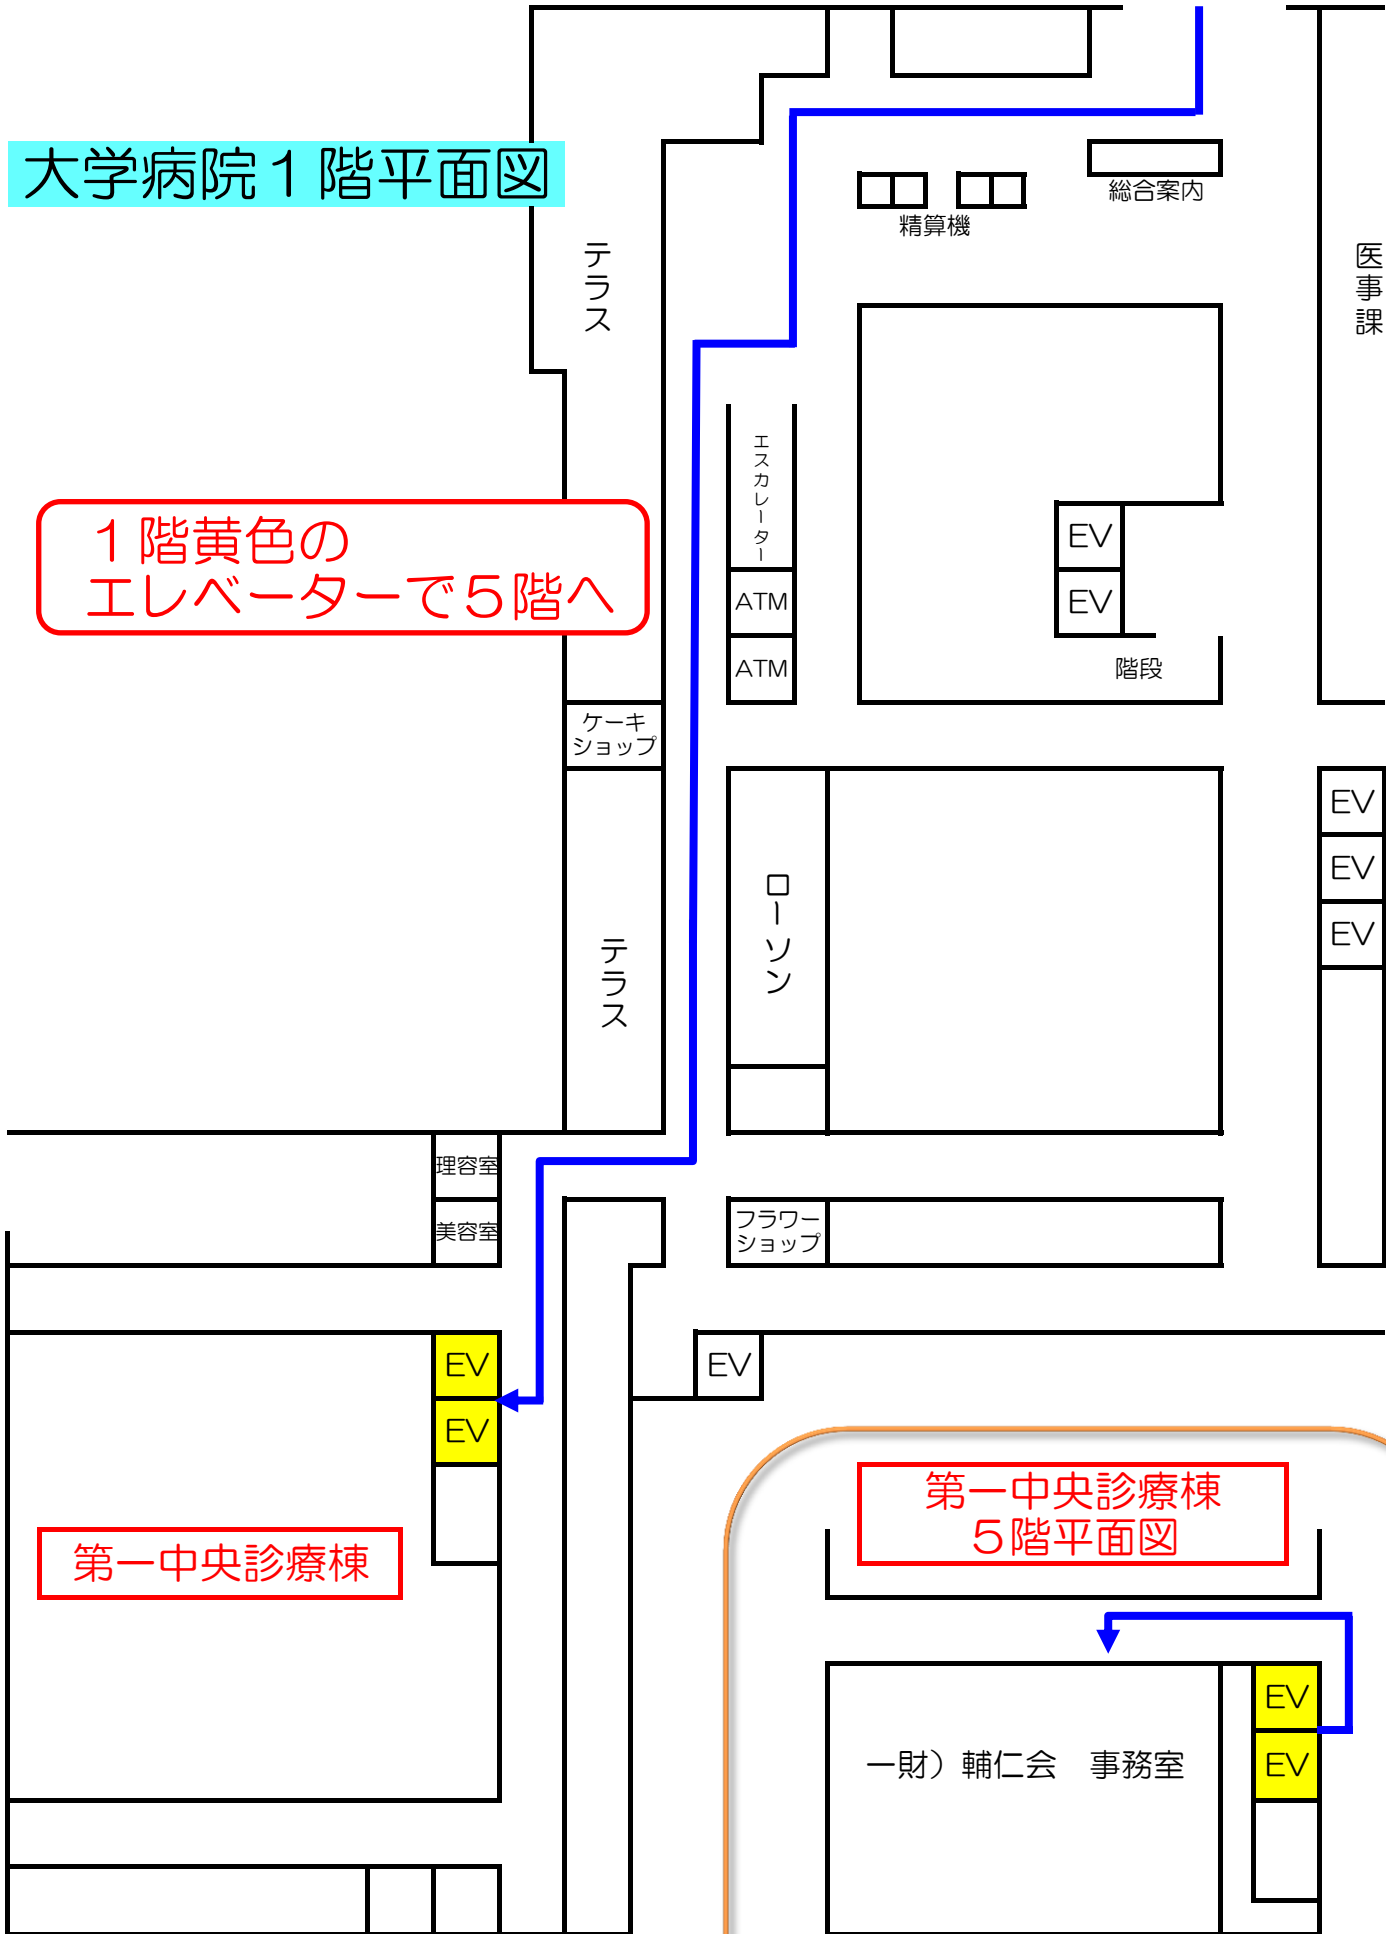 大学病院１階平面図
総合案内
精算機
テラス
医事課
エスカレーター
１階黄色の
エレベーターで５階へ
EV
EV
ATM
ATM
階段
ケーキ
ショップ
EV
EV
EV
ローソン
テラス
理容室
美容室
フラワー
ショップ
EV
EV
EV
第一中央診療棟
第一中央診療棟
５階平面図
EV
EV
一財）輔仁会　事務室